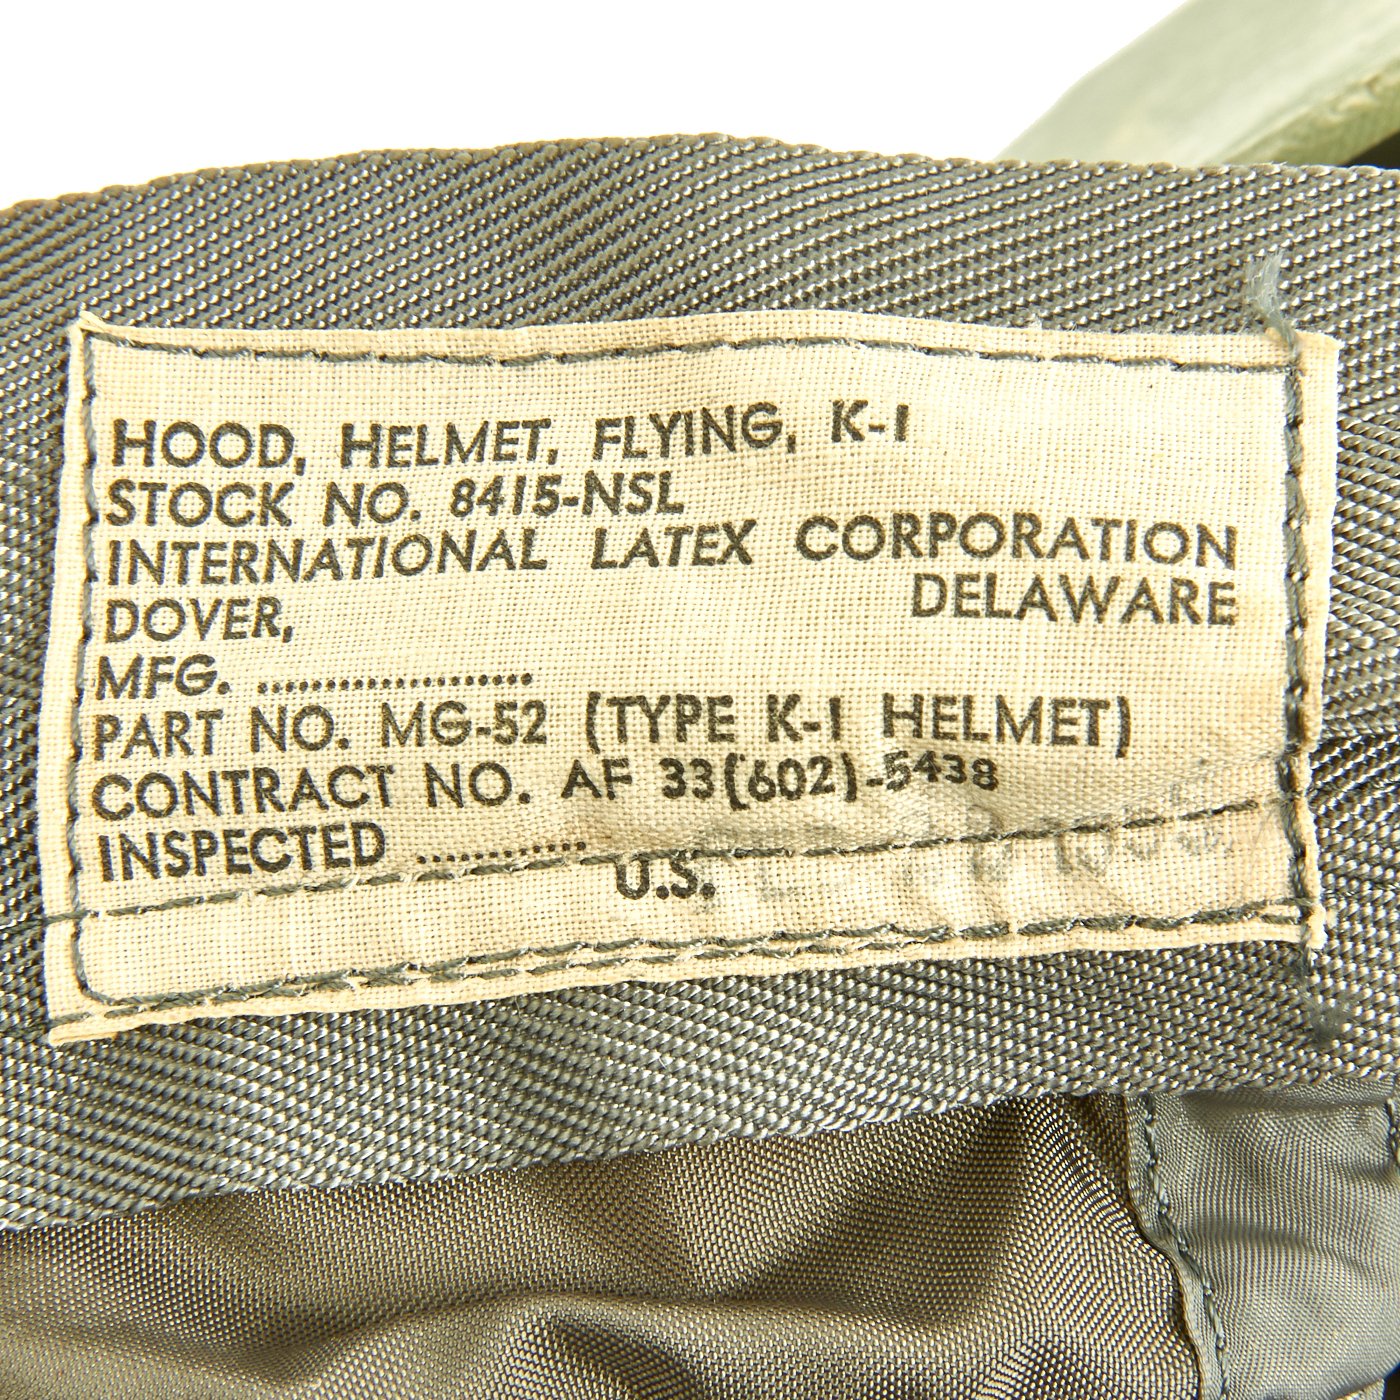 HOOD, HELMET, FLYING, K-1
STOCK NO. 8415-NSL
INTERNATIONAL LATEX CORPORATION
DOVER, DELAWARE
MFG. ....................
PART NO. MG-52 (TYPE K-1 HELMET)
CONTRACT NO. AF 33(602)-5438
INSPECTED .............
U.S.